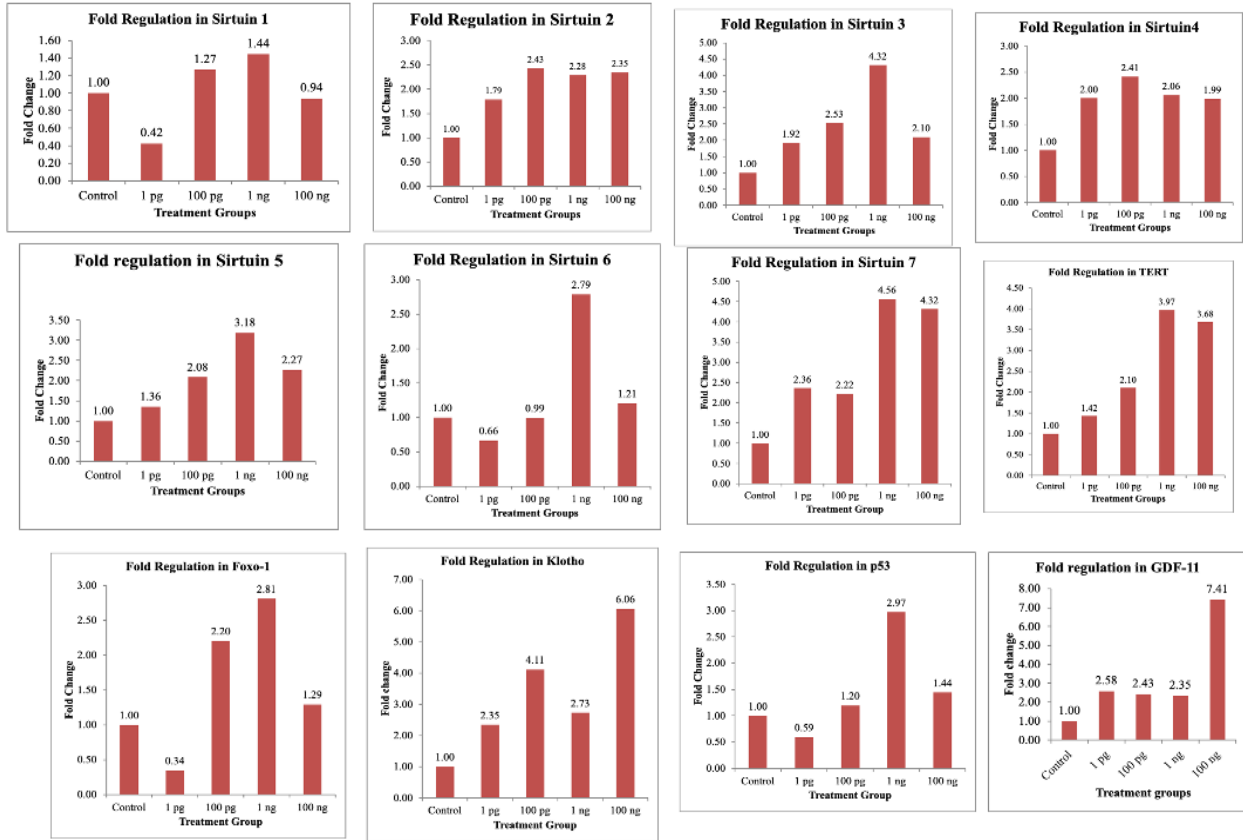 Fold Regulation in Sirtuin 1
Fold Change
1.60
1.40
1.20
1.00
0.80
0.60
0.40
0.20
0.00
1.00
0.42
1.27
1.44
0.94
Control
1 pg
100 pg
1 ng
100 ng
Treatment Groups
Fold Regulation in Sirtuin 2
Fold Change
3.00
2.50
2.00
1.50
1.00
0.50
0.00
1.00
1.79
2.43
2.28
2.35
Control
1 pg
100 pg
1 ng
100 ng
Treatment Groups
Fold Regulation in Sirtuin 3
Fold Change
5.00
4.50
4.00
3.50
3.00
2.50
2.00
1.50
1.00
0.50
0.00
1.00
1.92
2.53
4.32
2.10
Control
1 pg
100 pg
1 ng
100 ng
Treatment Groups
Fold Regulation in Sirtuin4
Fold Change
3.00
2.50
2.00
1.50
1.00
0.50
0.00
1.00
2.00
2.41
2.06
1.99
Control
1 pg
100 pg
1 ng
100 ng
Treatment Groups
Fold regulation in Sirtuin 5
Fold Change
3.50
3.00
2.50
2.00
1.50
1.00
0.50
0.00
1.00
1.36
2.08
3.18
2.27
Control
1 pg
100 pg
1 ng
100 ng
Treatment Groups
Fold Regulation in Sirtuin 6
Fold Change
3.00
2.50
2.00
1.50
1.00
0.50
0.00
1.00
0.66
0.99
2.79
1.21
Control
1 pg
100 pg
1 ng
100 ng
Treatment Groups
Fold Regulation in Sirtuin 7
Fold Change
5.00
4.50
4.00
3.50
3.00
2.50
2.00
1.50
1.00
0.50
0.00
1.00
2.36
2.22
4.56
4.32
Control
1 pg
100 pg
1 ng
100 ng
Treatment Group
Fold Regulation in TERT
Fold Change
4.50
4.00
3.50
3.00
2.50
2.00
1.50
1.00
0.50
0.00
1.00
1.42
2.10
3.97
3.68
Control
1 pg
100 pg
1 ng
100 ng
Treatment Groups
Fold Regulation in Foxo-1
Fold Change
3.00
2.50
2.00
1.50
1.00
0.50
0.00
1.00
0.34
2.20
2.81
1.29
Control
1 pg
100 pg
1 ng
100 ng
Treatment Group
Fold Regulation in Klotho
Fold change
7.00
6.00
5.00
4.00
3.00
2.00
1.00
0.00
1.00
2.35
4.11
2.73
6.06
Control
1 pg
100 pg
1 ng
100 ng
Treatment Group
Fold Regulation in p53
Fold Change
3.50
3.00
2.50
2.00
1.50
1.00
0.50
0.00
1.00
0.59
1.20
2.97
1.44
Control
1 pg
100 pg
1 ng
100 ng
Treatment Group
Fold regulation in GDF-11
Fold change
8.00
7.00
6.00
5.00
4.00
3.00
2.00
1.00
0.00
1.00
2.58
2.43
2.35
7.41
Control
1 pg
100 pg
1 ng
100 ng
Treatment groups